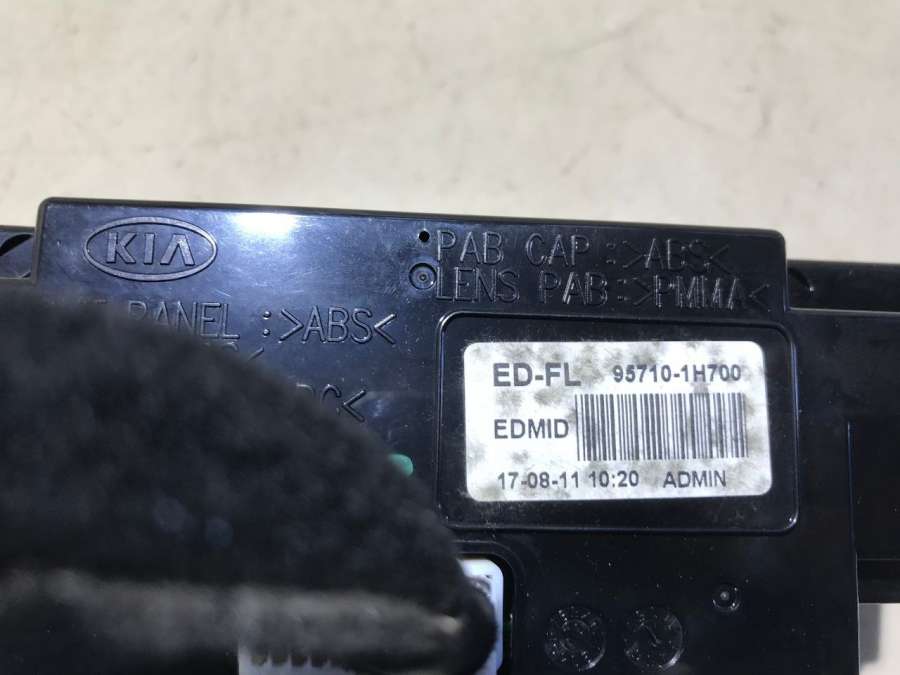 KIA
PAB CAP :>ABS<
LENS PAB:>PMMA<
PANEL :>ABS<
ED-FL 95710-1H700
EDMID
17-08-11 10:20 ADMIN